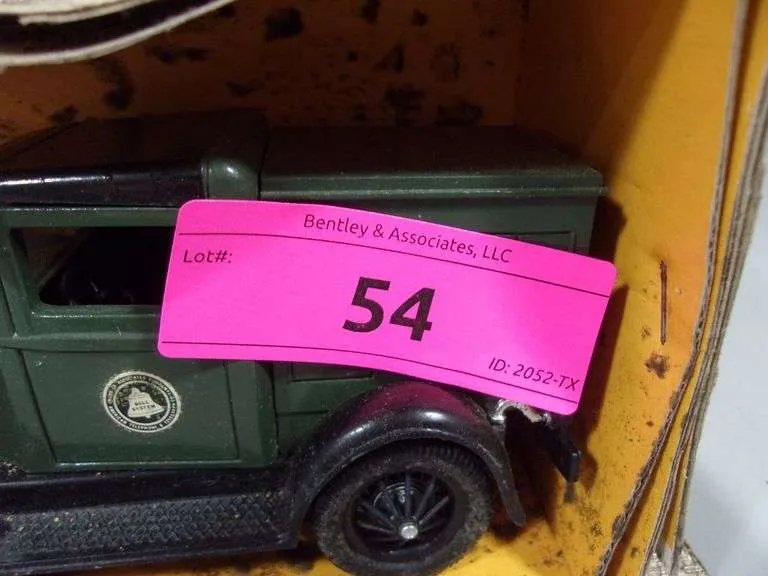 Bentley & Associates, LLC
Lot#:
54
ID: 2052-TX
BELL
SYSTEM